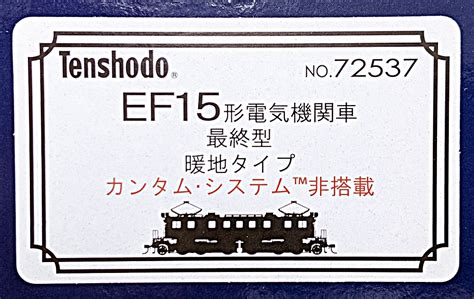 Tenshodo® NO.72537
EF15形電気機関車
最終型
暖地タイプ
カンタム・システム™非搭載